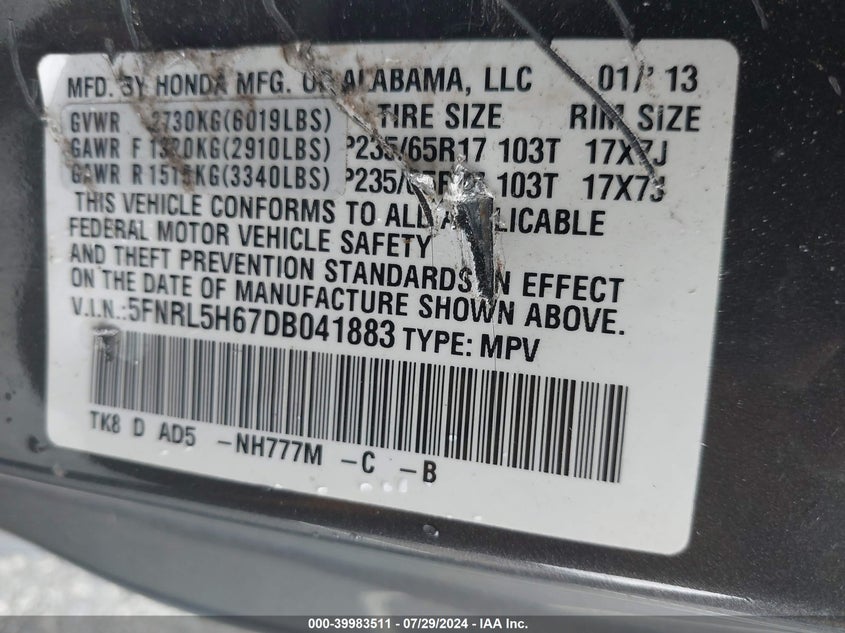 MFD. BY HONDA MFG. OF ALABAMA, LLC 01/'13
GVWR 2730KG(6019LBS) TIRE SIZE RIM SIZE
GAWR F 1320KG(2910LBS) P235/65R17 103T 17X7J
GAWR R 1515KG(3340LBS) P235/65R17 103T 17X7J
THIS VEHICLE CONFORMS TO ALL APPLICABLE
FEDERAL MOTOR VEHICLE SAFETY
AND THEFT PREVENTION STANDARDS IN EFFECT
ON THE DATE OF MANUFACTURE SHOWN ABOVE.
V.I.N.:5FNRL5H67DB041883 TYPE: MPV
TK8 D AD5 -NH777M -C -B
000-39983511 - 07/29/2024 - IAA Inc.